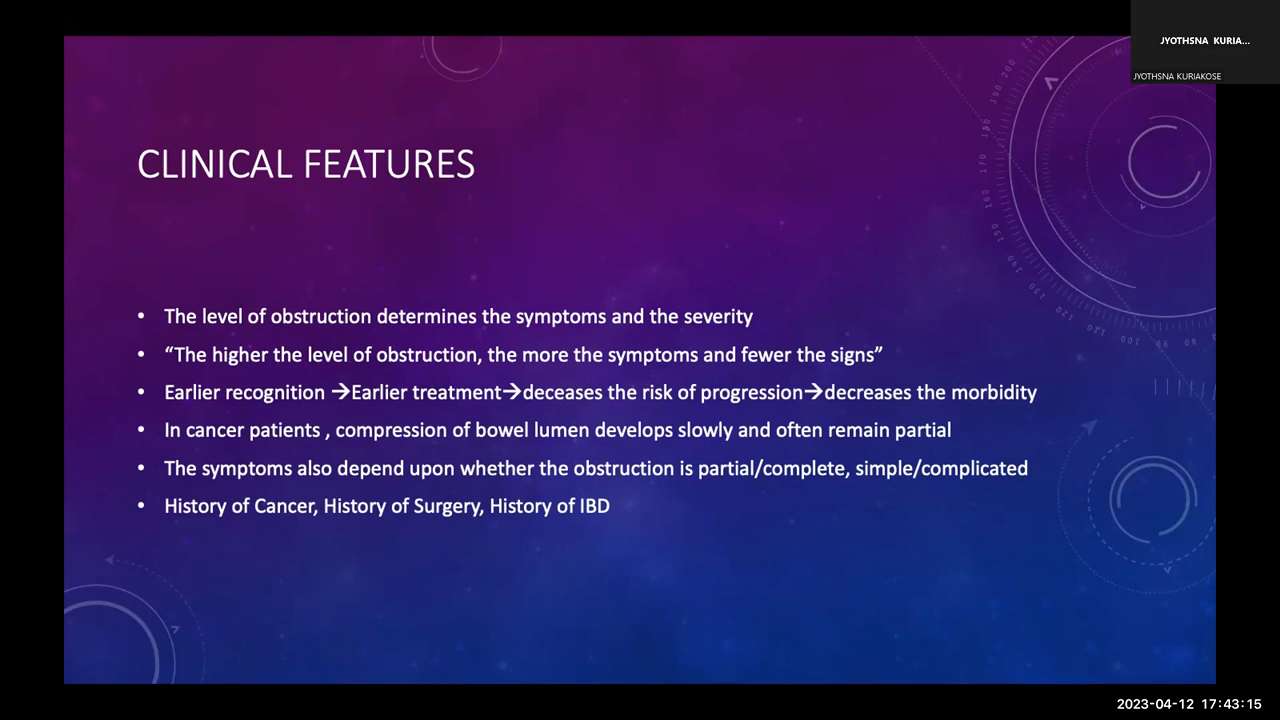 JYOTHSNA KURIA...
JYOTHSNA KURIAKOSE
CLINICAL FEATURES
• The level of obstruction determines the symptoms and the severity
• “The higher the level of obstruction, the more the symptoms and fewer the signs”
• Earlier recognition →Earlier treatment→deceases the risk of progression→decreases the morbidity
• In cancer patients , compression of bowel lumen develops slowly and often remain partial
• The symptoms also depend upon whether the obstruction is partial/complete, simple/complicated
• History of Cancer, History of Surgery, History of IBD
2023-04-12 17:43:15